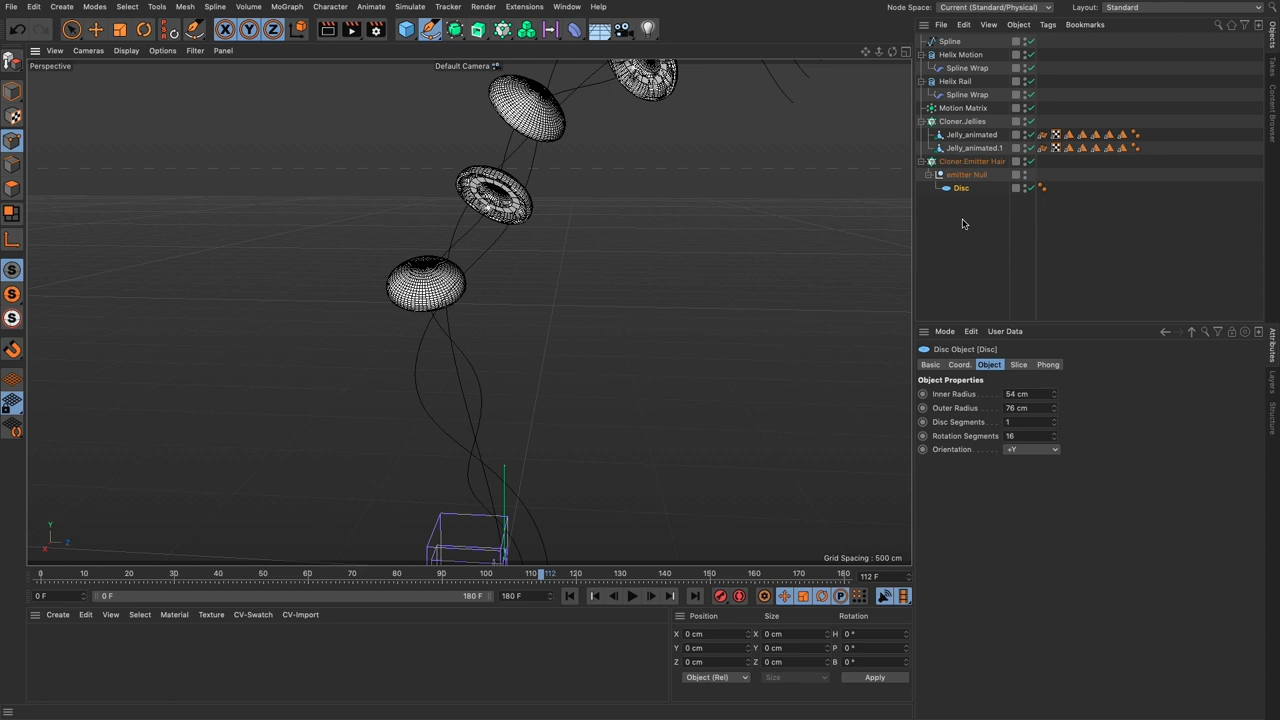 File Edit Create Modes Select Tools Mesh Spline Volume MoGraph Character Animate Simulate Tracker Render Extensions Window Help Node Space: Current (Standard/Physical) Layout: Standard
View Cameras Display Options Filter Panel
Perspective
Default Camera
Grid Spacing : 500 cm
Y
X
Z
0 10 20 30 40 50 60 70 80 90 100 110 112 120 130 140 150 160 170 180 112 F
0 F 0 F 180 F 180 F
Create Edit View Select Material Texture CV-Swatch CV-Import
Position Size Rotation
X 0 cm X 0 cm H 0 °
Y 0 cm Y 0 cm P 0 °
Z 0 cm Z 0 cm B 0 °
Object (Rel) Size Apply
File Edit View Object Tags Bookmarks
Spline
Helix Motion
Spline Wrap
Helix Rail
Spline Wrap
Motion Matrix
Cloner.Jellies
Jelly_animated
Jelly_animated.1
Cloner.Emitter Hair
emitter Null
Disc
Mode Edit User Data
Disc Object [Disc]
Basic Coord. Object Slice Phong
Object Properties
Inner Radius 54 cm
Outer Radius 76 cm
Disc Segments 1
Rotation Segments 16
Orientation +Y
Objects
Takes
Content Browser
Attributes
Layers
Structure